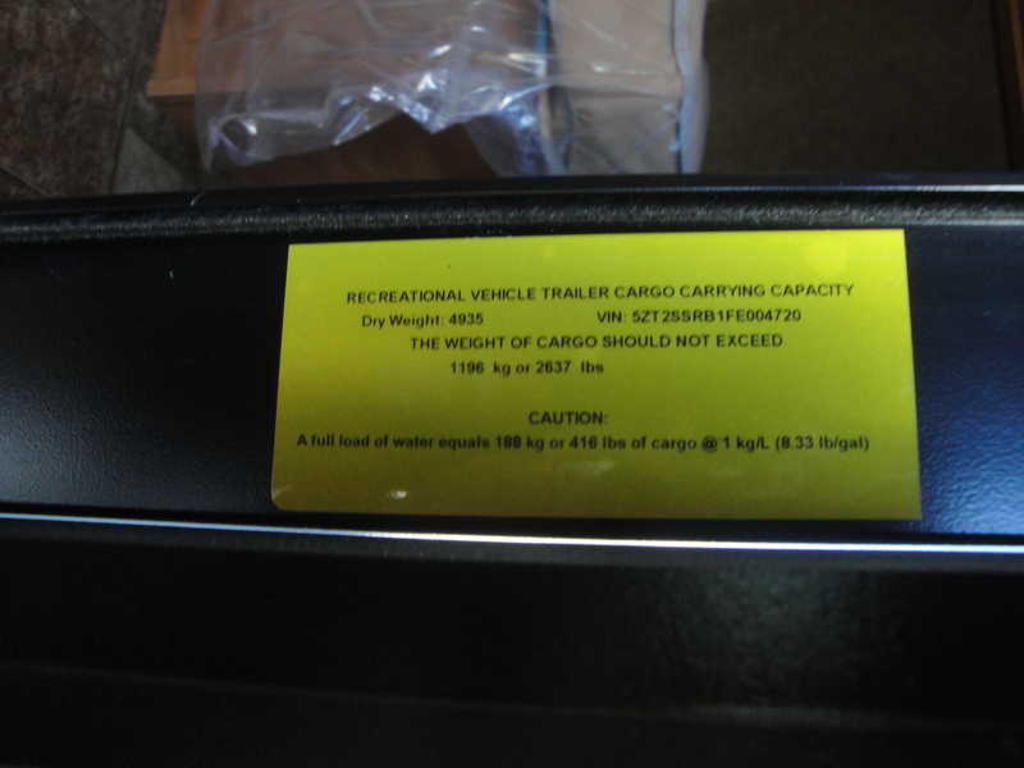 RECREATIONAL VEHICLE TRAILER CARGO CARRYING CAPACITY
Dry Weight: 4935 VIN: 5ZT2SSRB1FE004720
THE WEIGHT OF CARGO SHOULD NOT EXCEED
1196 kg or 2637 lbs
CAUTION:
A full load of water equals 188 kg or 416 lbs of cargo @ 1 kg/L (8.33 lb/gal)